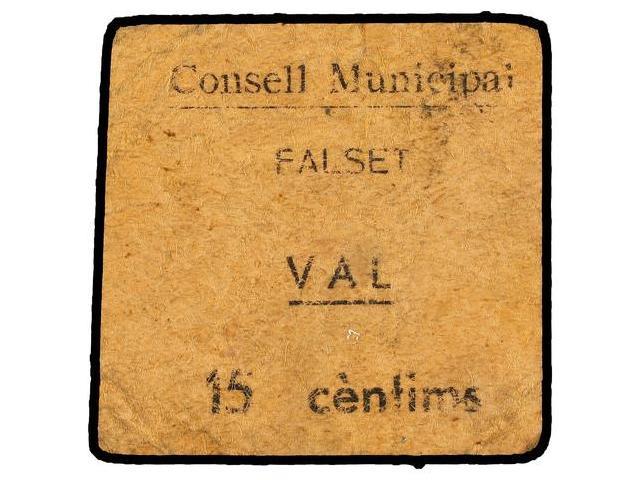 Consell Municipal
FALSET
VAL
15 cèntims